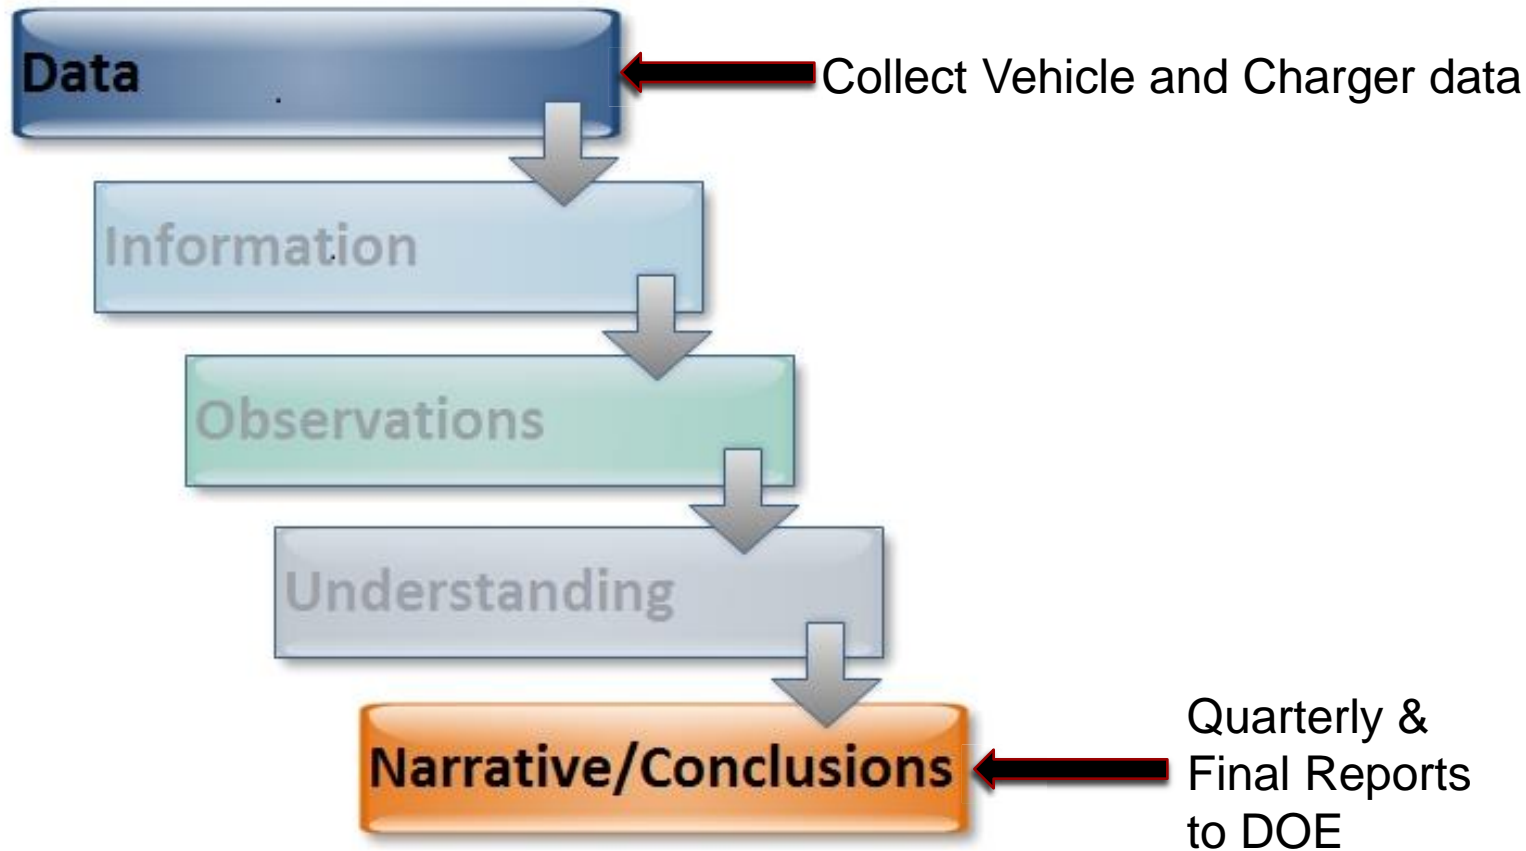 Data
Collect Vehicle and Charger data
Information
Observations
Understanding
Narrative/Conclusions
Quarterly &
Final Reports
to DOE